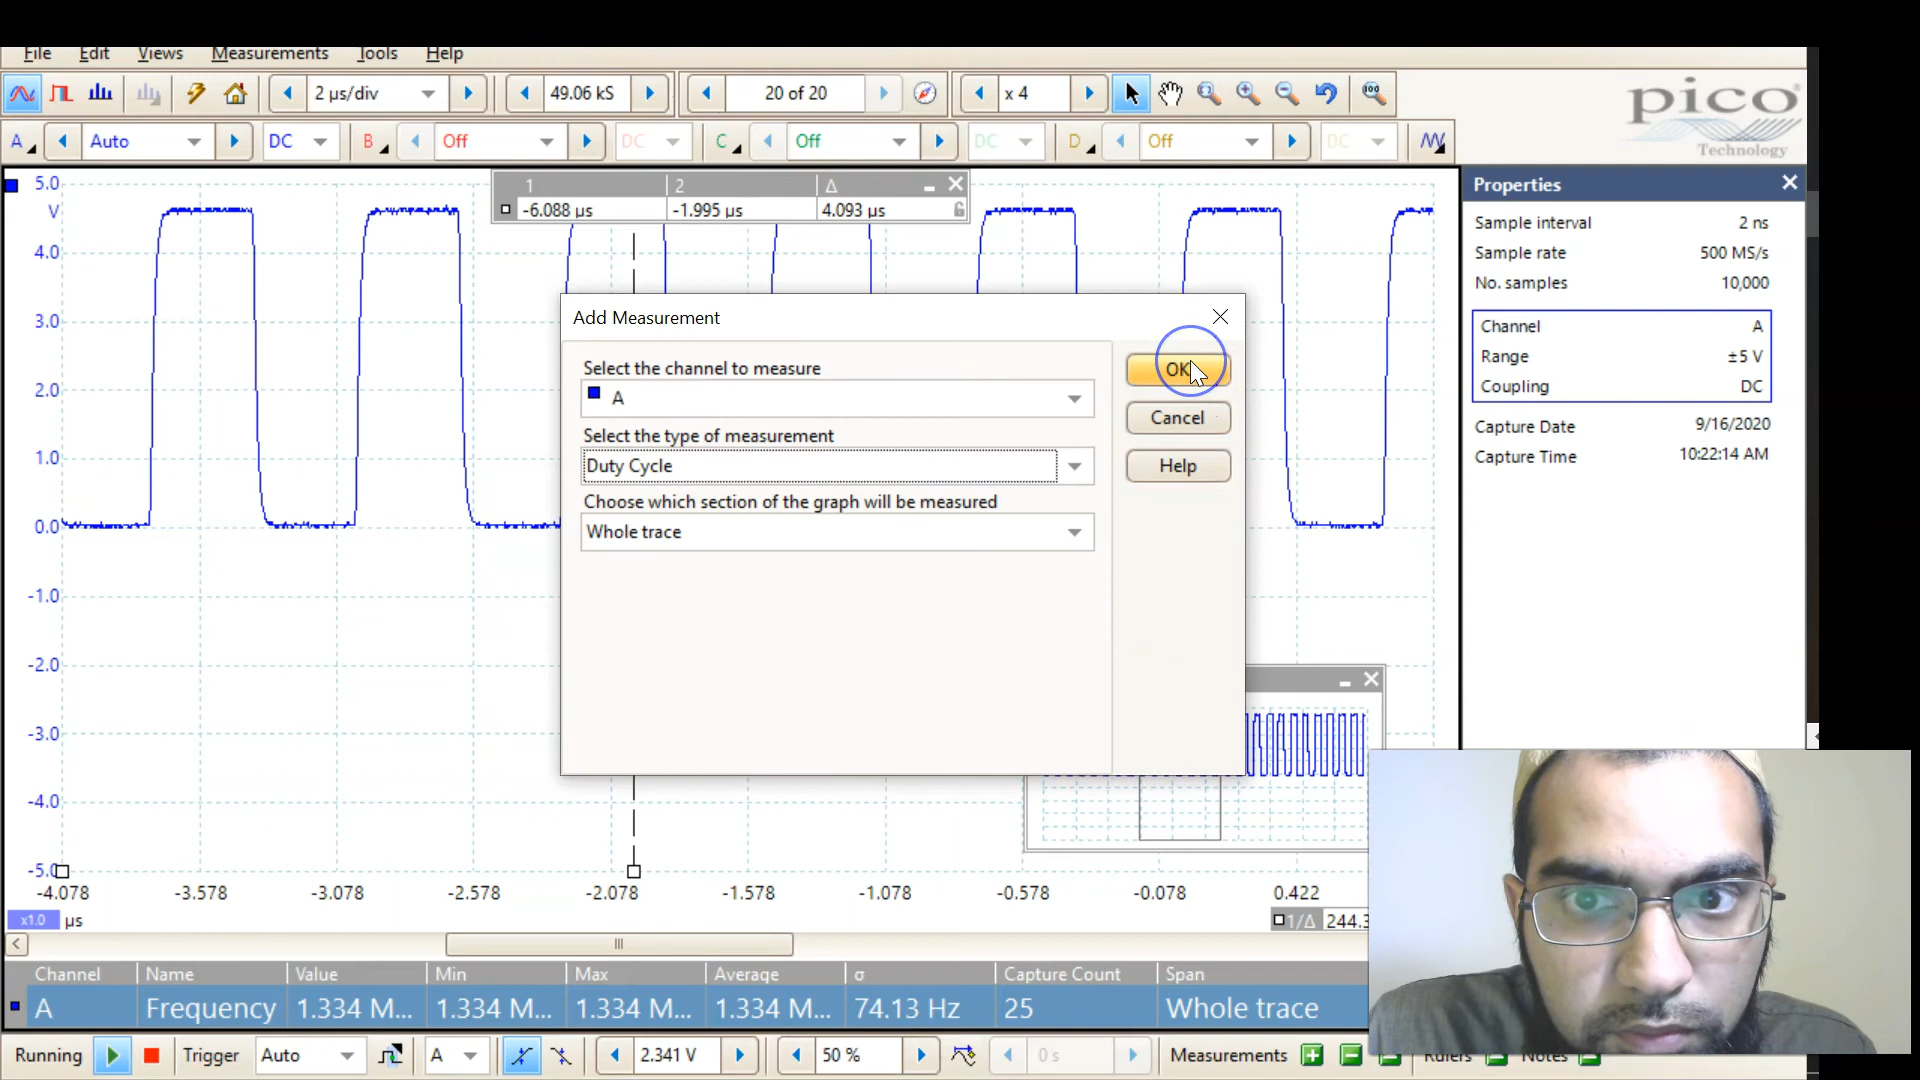 File Edit Views Measurements Tools Help
2 µs/div 49.06 kS 20 of 20 x 4
pico
Technology
A Auto DC B Off DC C Off DC D Off DC
5.0
V
4.0
3.0
2.0
1.0
0.0
-1.0
-2.0
-3.0
-4.0
-5.0
1 2 Δ
-6.088 µs -1.995 µs 4.093 µs
Add Measurement
Select the channel to measure
A
Select the type of measurement
Duty Cycle
Choose which section of the graph will be measured
Whole trace
OK
Cancel
Help
Properties
Sample interval 2 ns
Sample rate 500 MS/s
No. samples 10,000
Channel A
Range ±5 V
Coupling DC
Capture Date 9/16/2020
Capture Time 10:22:14 AM
-4.078 -3.578 -3.078 -2.578 -2.078 -1.578 -1.078 -0.578 -0.078 0.422
x1.0 µs
1/Δ 244.3
Channel Name Value Min Max Average σ Capture Count Span
A Frequency 1.334 M... 1.334 M... 1.334 M... 1.334 M... 74.13 Hz 25 Whole trace
Running Trigger Auto A 2.341 V 50 % 0 s Measurements Rulers Notes